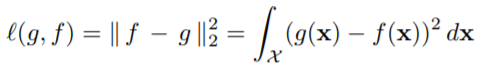 ℓ(g, f) = ‖ f − g ‖₂² = ∫_𝒳 (g(𝐱) − f(𝐱))² d𝐱